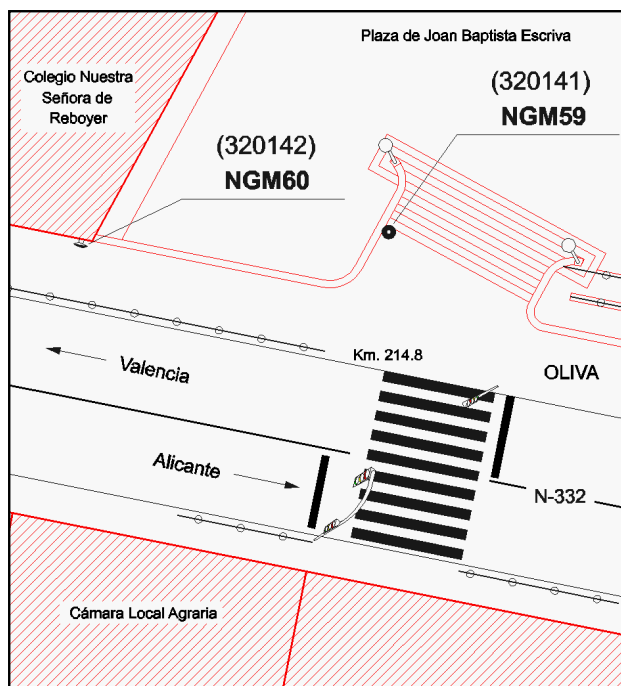 Plaza de Joan Baptista Escriva
Colegio Nuestra
Señora de
Reboyer
(320141)
NGM59
(320142)
NGM60
Km. 214.8
OLIVA
Valencia
Alicante
N-332
Cámara Local Agraria